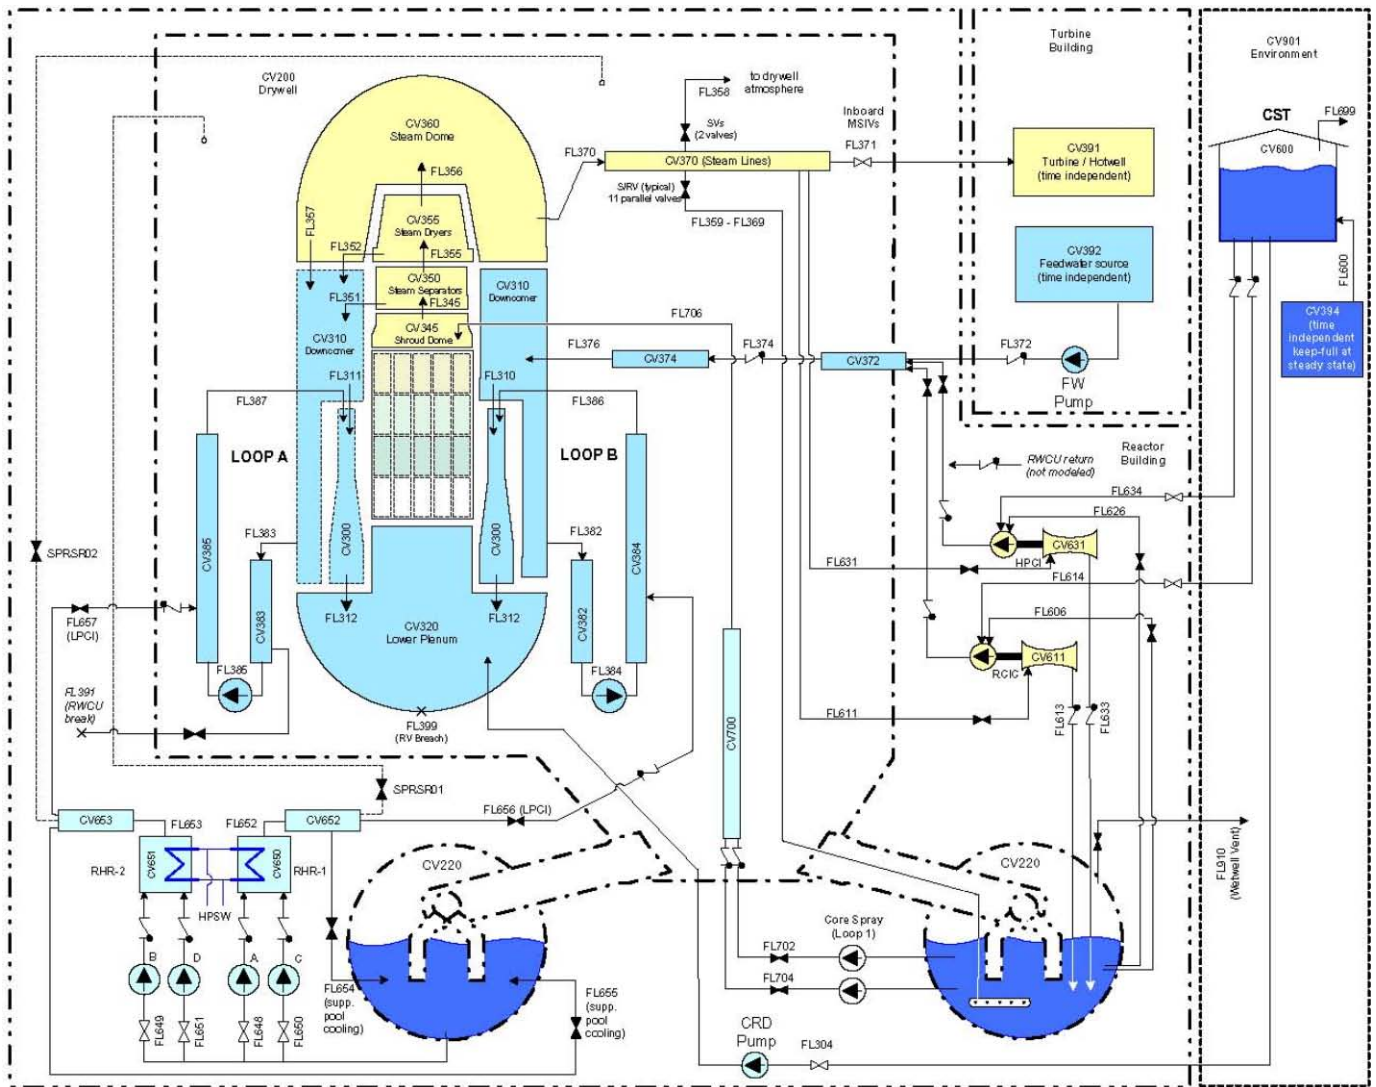 Turbine
Building
CV901
Environment
CV200
Drywell
to drywell
atmosphere
FL358
Inboard
MSIVs
SVs
(2 valves)
FL371
CST
FL699
CV600
CV360
Steam Dome
FL370
CV370 (Steam Lines)
CV391
Turbine / Hotwell
(time independent)
FL356
S/RV (typical)
11 parallel valves
FL359 - FL369
FL357
CV355
Steam Dryers
FL352
FL355
CV392
Feedwater source
(time independent)
FL600
CV350
Steam Separators
CV310
Downcomer
FL351
FL345
FL706
CV394
(time
independent
keep-full at
steady state)
CV345
Shroud Dome
CV310
Downcomer
FL376
CV374
FL374
CV372
FL372
FW
Pump
FL311
FL310
FL387
FL386
LOOP A
LOOP B
Reactor
Building
RWCU return
(not modeled)
FL634
FL626
FL383
FL382
CV385
CV300
CV300
CV384
SPRSR02
CV631
HPCI
FL631
FL614
FL606
FL657
(LPCI)
CV383
FL312
CV320
Lower Plenum
FL312
CV382
CV611
RCIC
FL385
FL384
FL391
(RWCU
break)
FL399
(RV Breach)
CV700
FL611
FL613
FL633
SPRSR01
FL656 (LPCI)
CV653
FL653
FL652
CV652
CV651
CV650
RHR-2
RHR-1
HPSW
CV220
CV220
FL910
(Wetwell Vent)
Core Spray
(Loop 1)
B
D
A
C
FL702
FL704
FL654
(supp.
pool
cooling)
FL655
(supp.
pool
cooling)
FL649
FL651
FL648
FL650
CRD
Pump
FL304